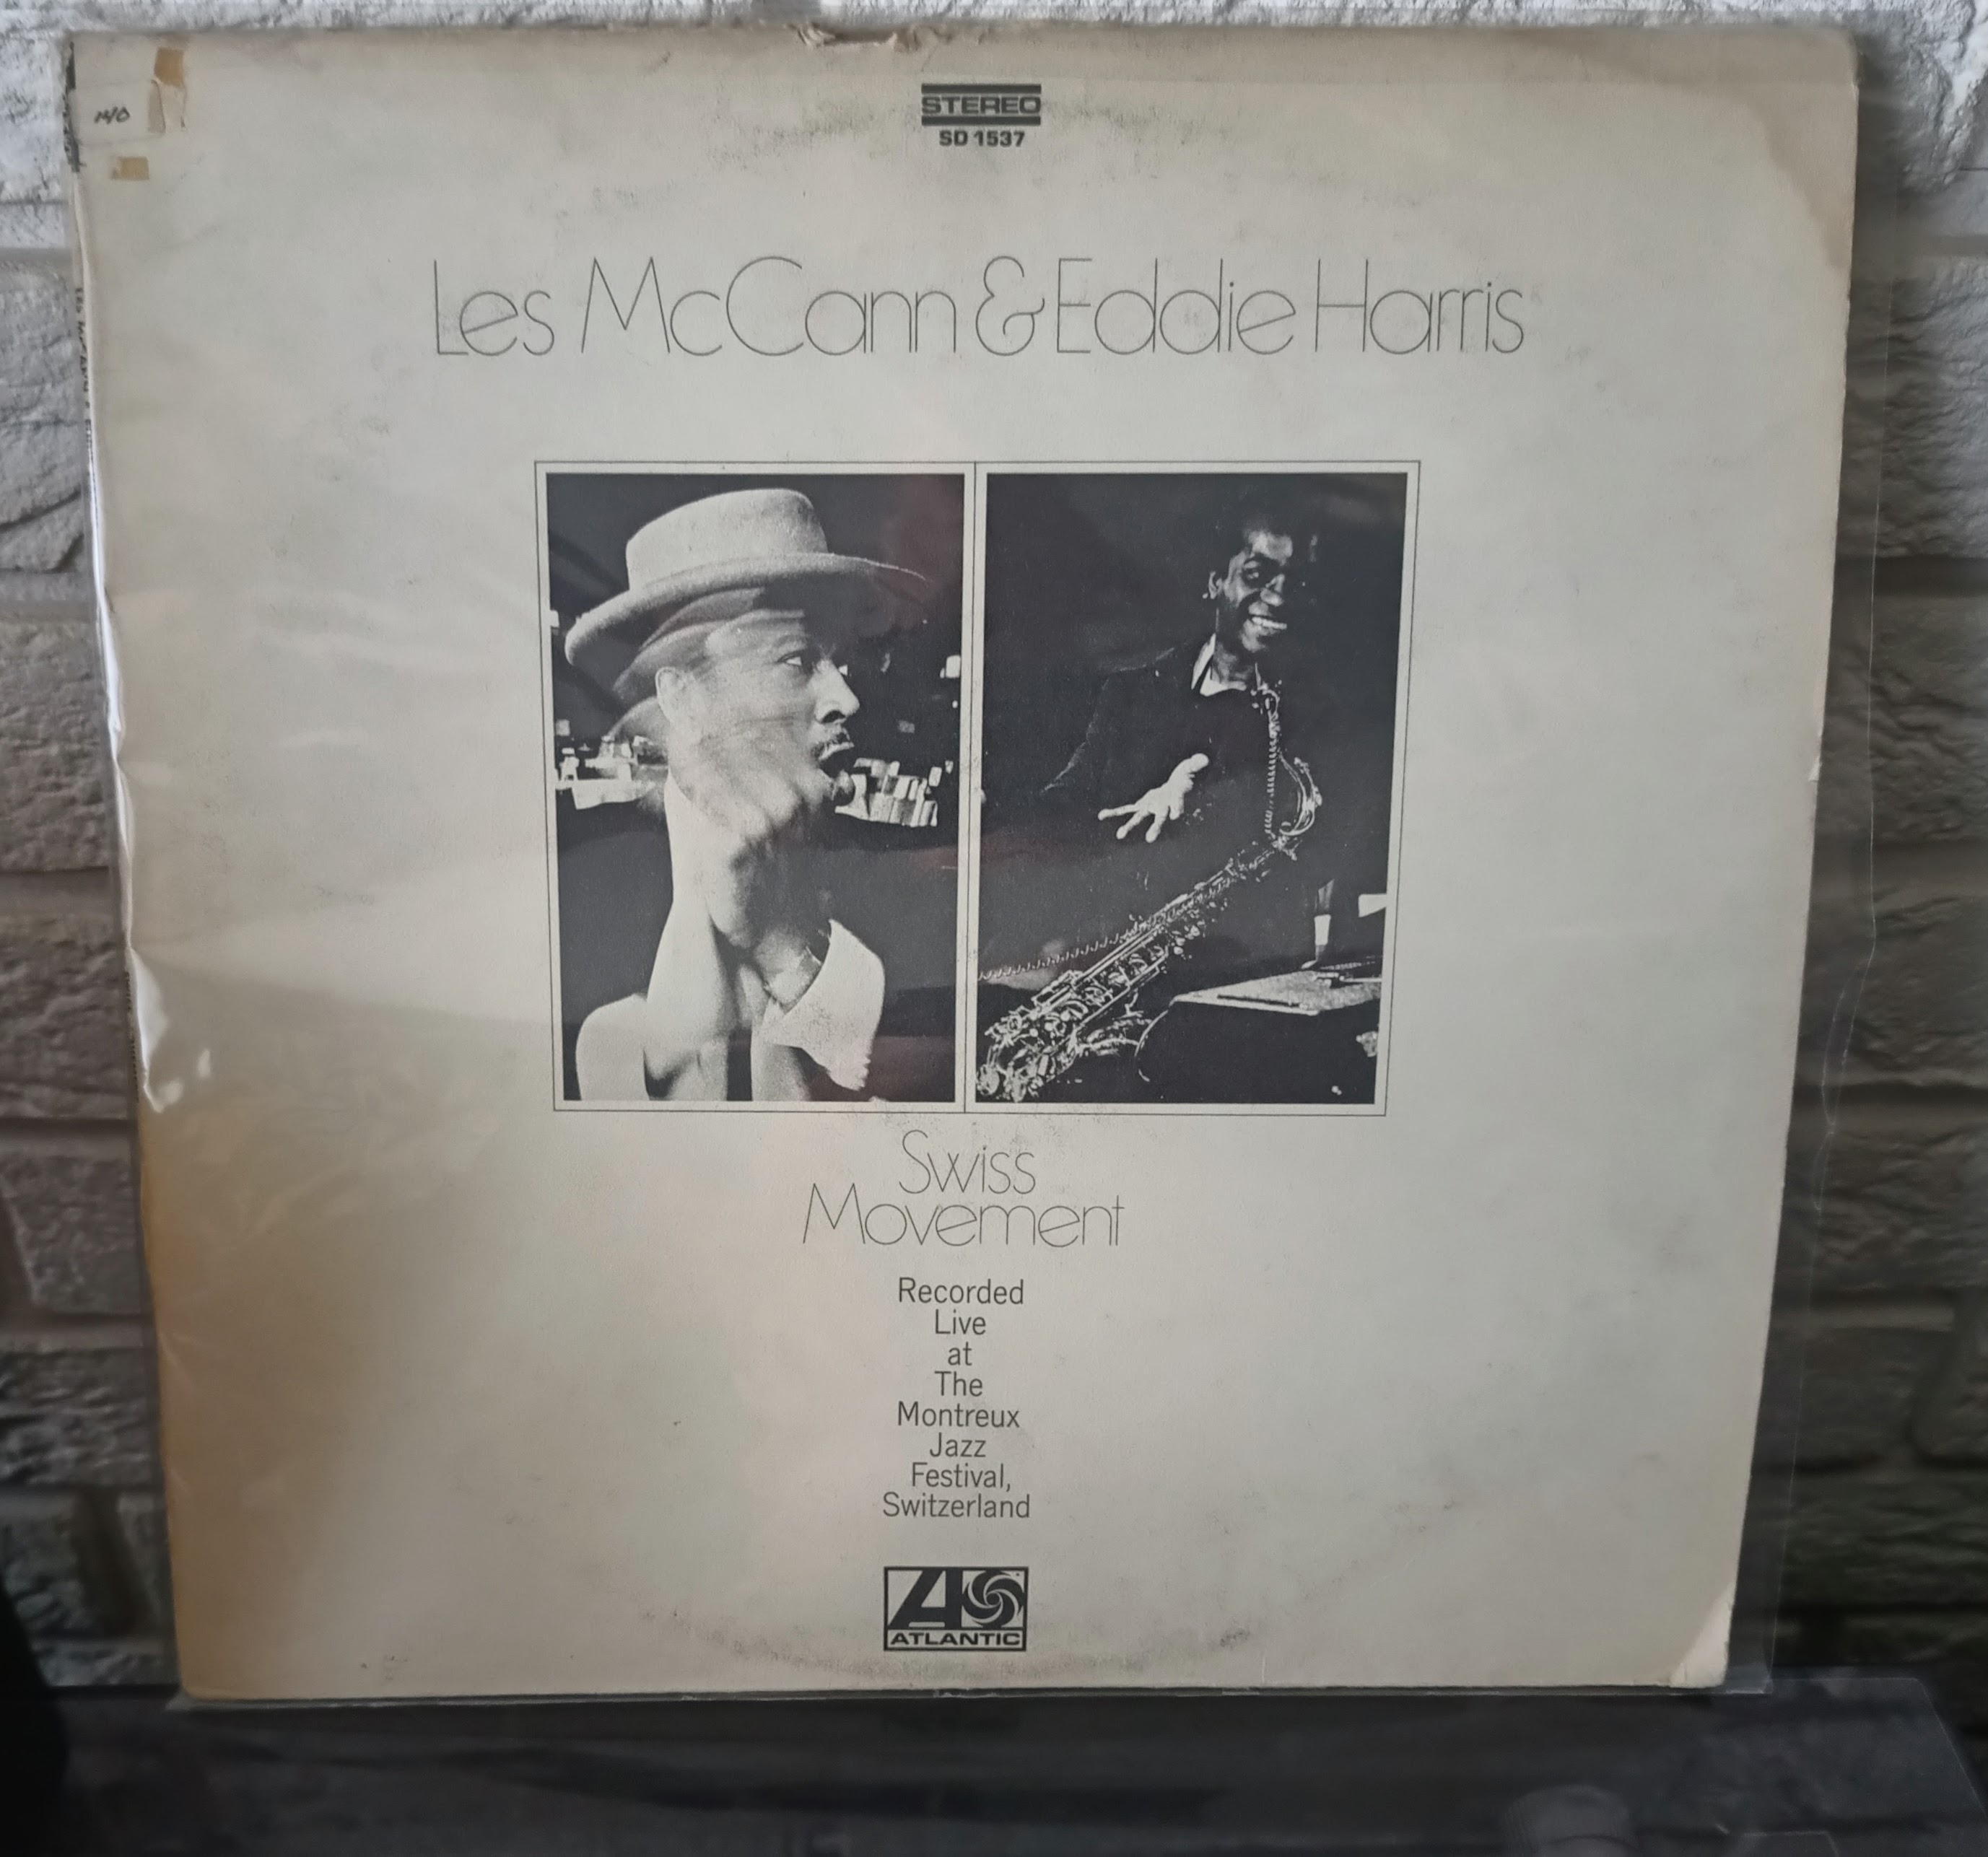 STEREO
SD 1537
Les McCann & Eddie Harris
Swiss
Movement
Recorded
Live
at
The
Montreux
Jazz
Festival,
Switzerland
ATLANTIC